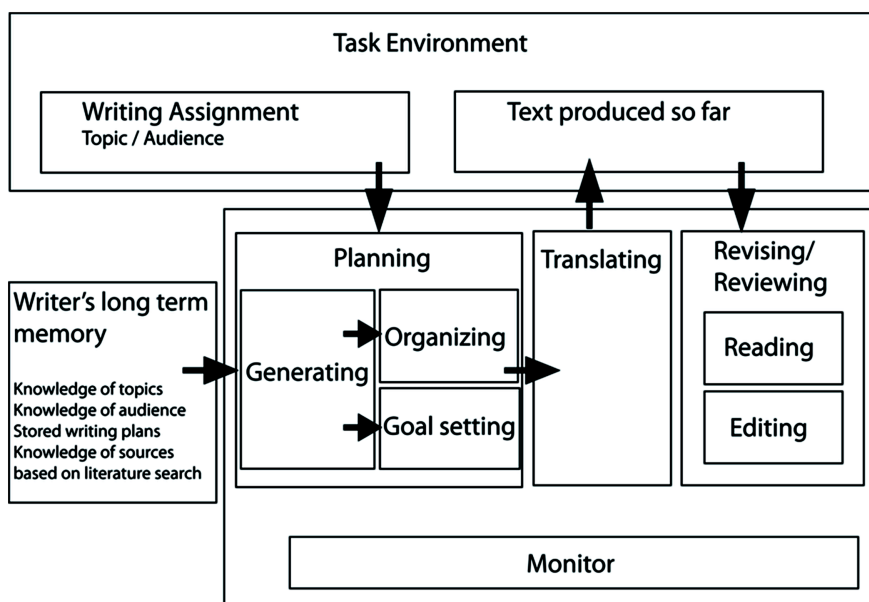 Task Environment
Writing Assignment
Topic / Audience
Text produced so far
Writer's long term
memory
Knowledge of topics
Knowledge of audience
Stored writing plans
Knowledge of sources
based on literature search
Planning
Generating
Organizing
Goal setting
Translating
Revising/
Reviewing
Reading
Editing
Monitor